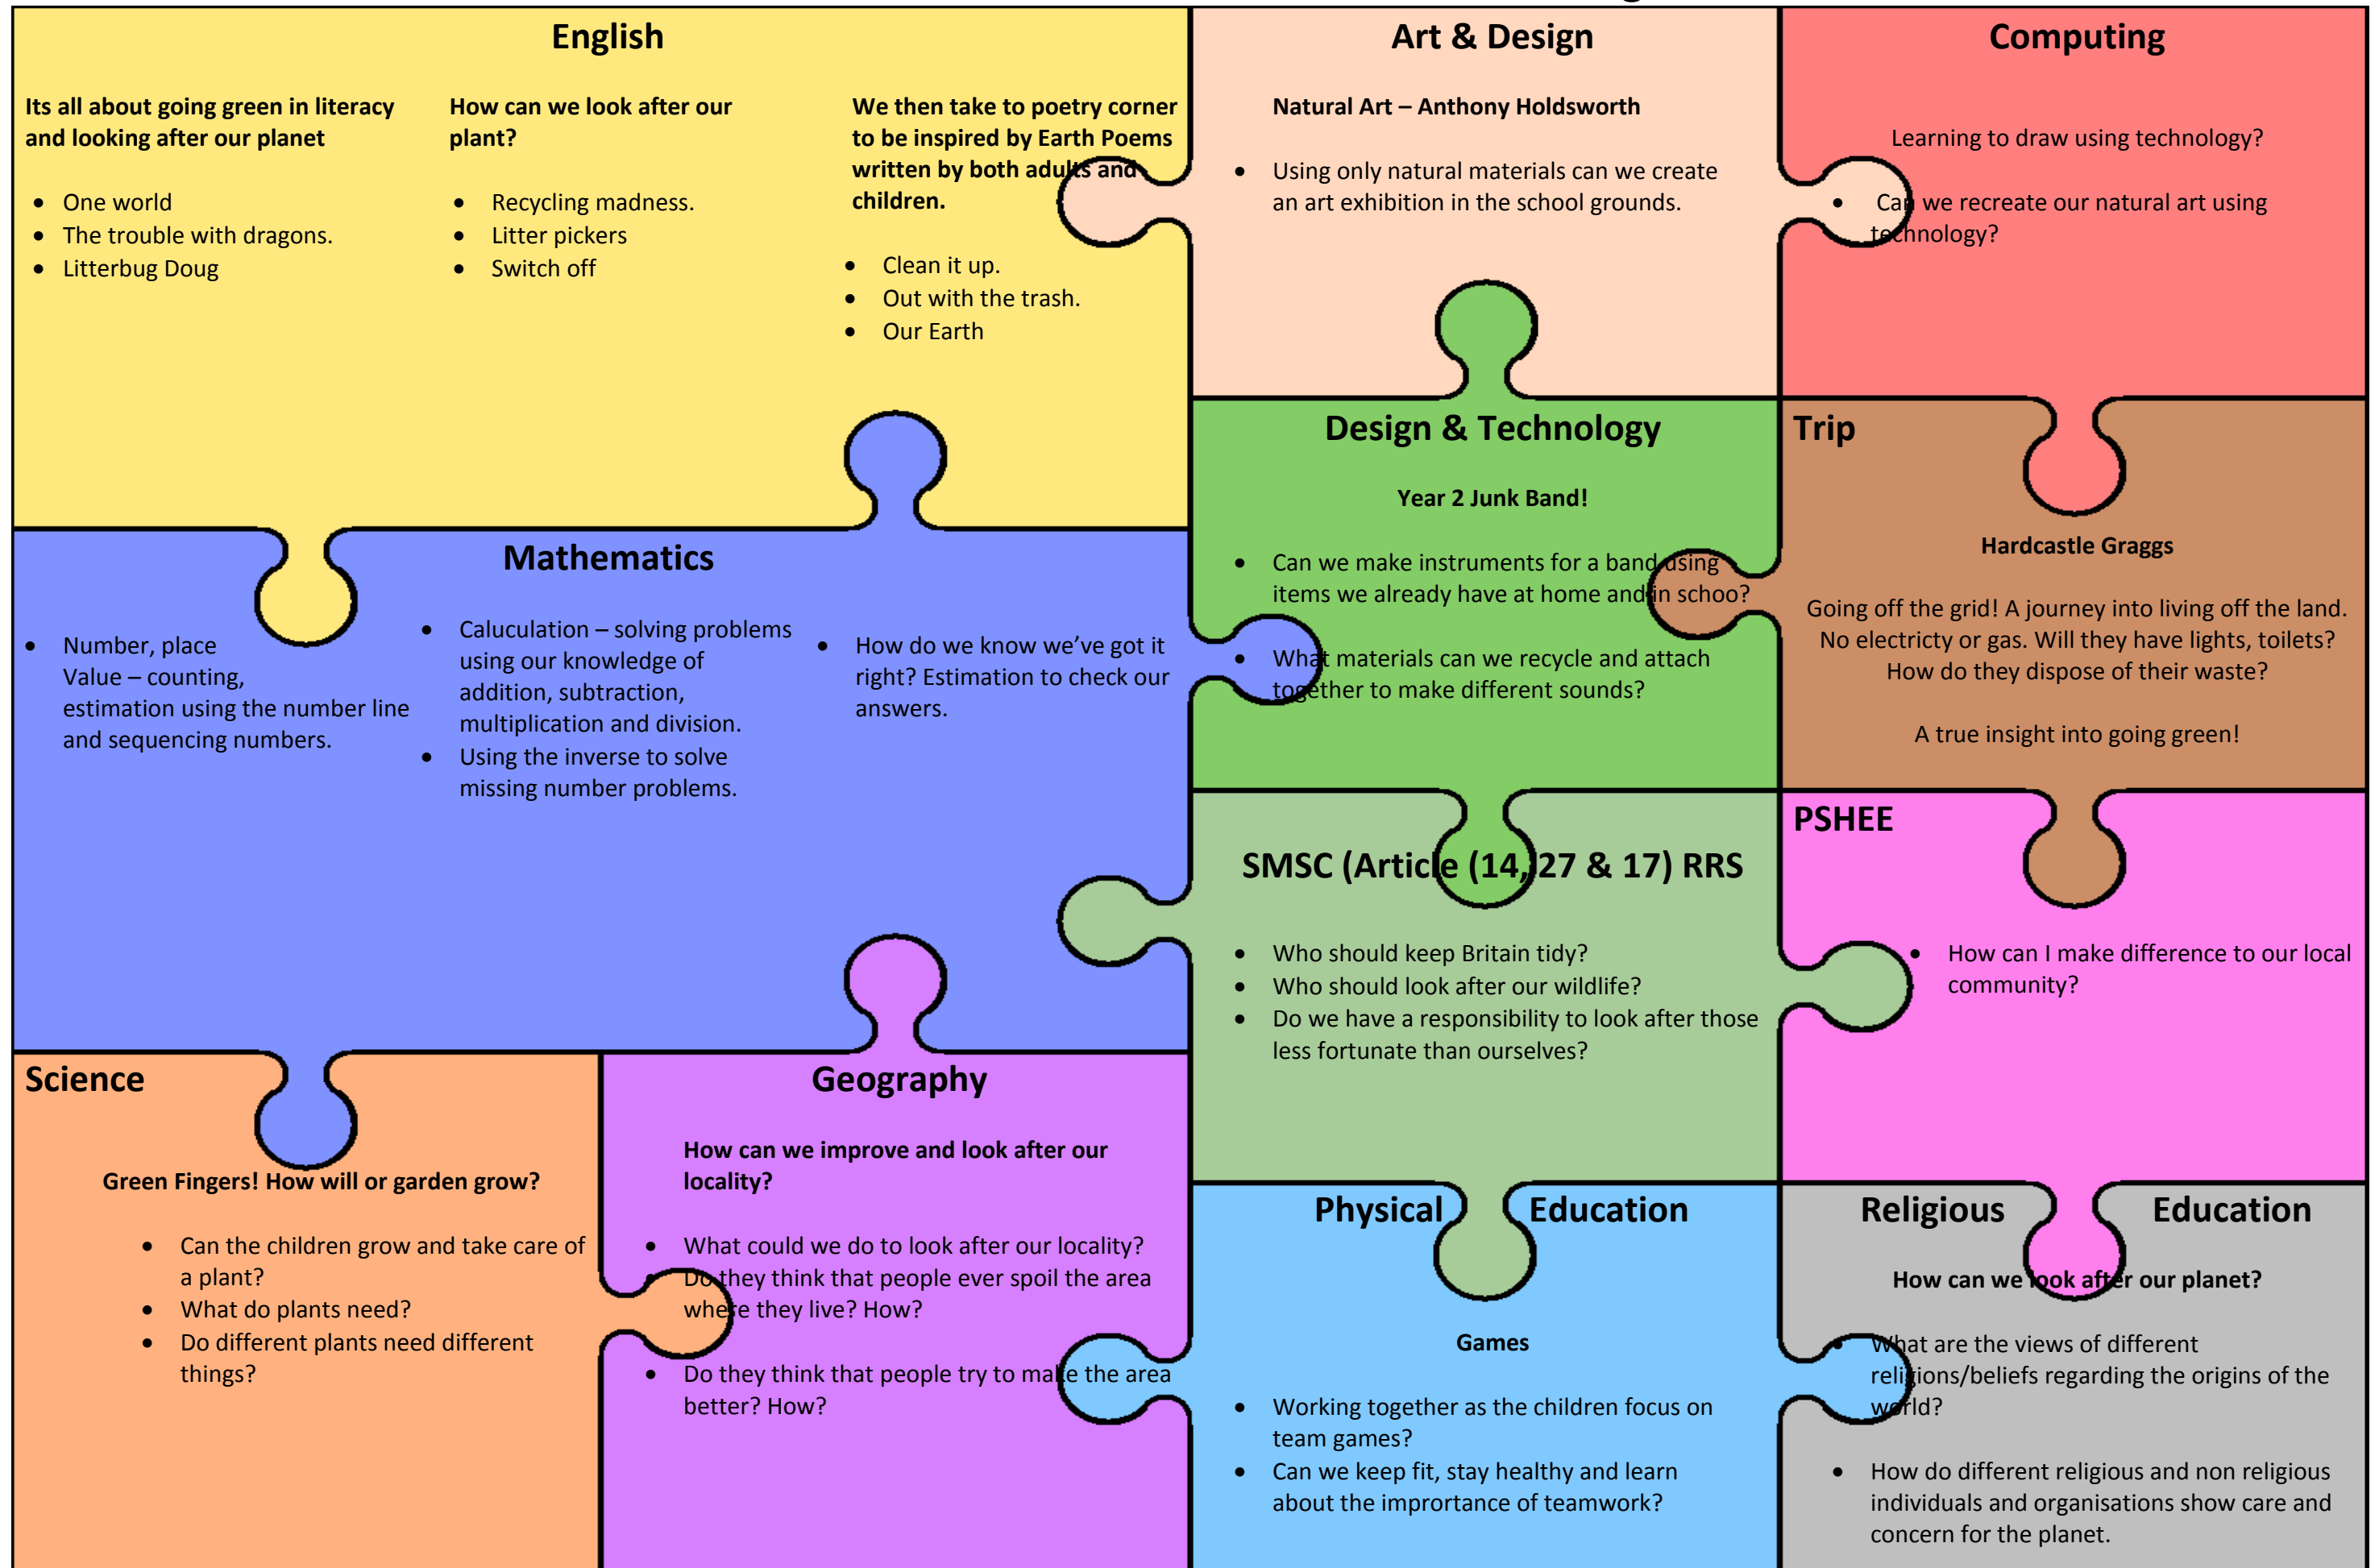 English
Its all about going green in literacy
and looking after our planet
One world
The trouble with dragons.
Litterbug Doug
How can we look after our
plant?
Recycling madness.
Litter pickers
Switch off
We then take to poetry corner
to be inspired by Earth Poems
written by both adults and
children.
Clean it up.
Out with the trash.
Our Earth
Art & Design
Natural Art – Anthony Holdsworth
Using only natural materials can we create
an art exhibition in the school grounds.
Computing
Learning to draw using technology?
Can we recreate our natural art using
technology?
Mathematics
Number, place
Value – counting,
estimation using the number line
and sequencing numbers.
Caluculation – solving problems
using our knowledge of
addition, subtraction,
multiplication and division.
Using the inverse to solve
missing number problems.
How do we know we've got it
right? Estimation to check our
answers.
Design & Technology
Year 2 Junk Band!
Can we make instruments for a band using
items we already have at home and in schoo?
What materials can we recycle and attach
together to make different sounds?
Trip
Hardcastle Graggs
Going off the grid! A journey into living off the land.
No electricty or gas. Will they have lights, toilets?
How do they dispose of their waste?
A true insight into going green!
SMSC (Article (14, 27 & 17) RRS
Who should keep Britain tidy?
Who should look after our wildlife?
Do we have a responsibility to look after those
less fortunate than ourselves?
PSHEE
How can I make difference to our local
community?
Science
Green Fingers! How will or garden grow?
Can the children grow and take care of
a plant?
What do plants need?
Do different plants need different
things?
Geography
How can we improve and look after our
locality?
What could we do to look after our locality?
Do they think that people ever spoil the area
where they live? How?
Do they think that people try to make the area
better? How?
Physical Education
Games
Working together as the children focus on
team games?
Can we keep fit, stay healthy and learn
about the imprortance of teamwork?
Religious Education
How can we look after our planet?
What are the views of different
religions/beliefs regarding the origins of the
world?
How do different religious and non religious
individuals and organisations show care and
concern for the planet.